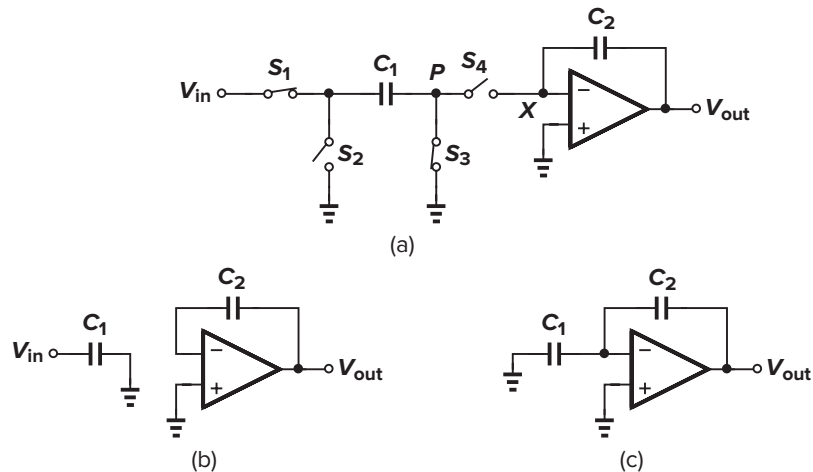 C2
S1
C1
P
S4
Vin
−
X
+
Vout
S2
S3
(a)
C2
C1
Vin
−
+
Vout
(b)
C2
C1
−
+
Vout
(c)